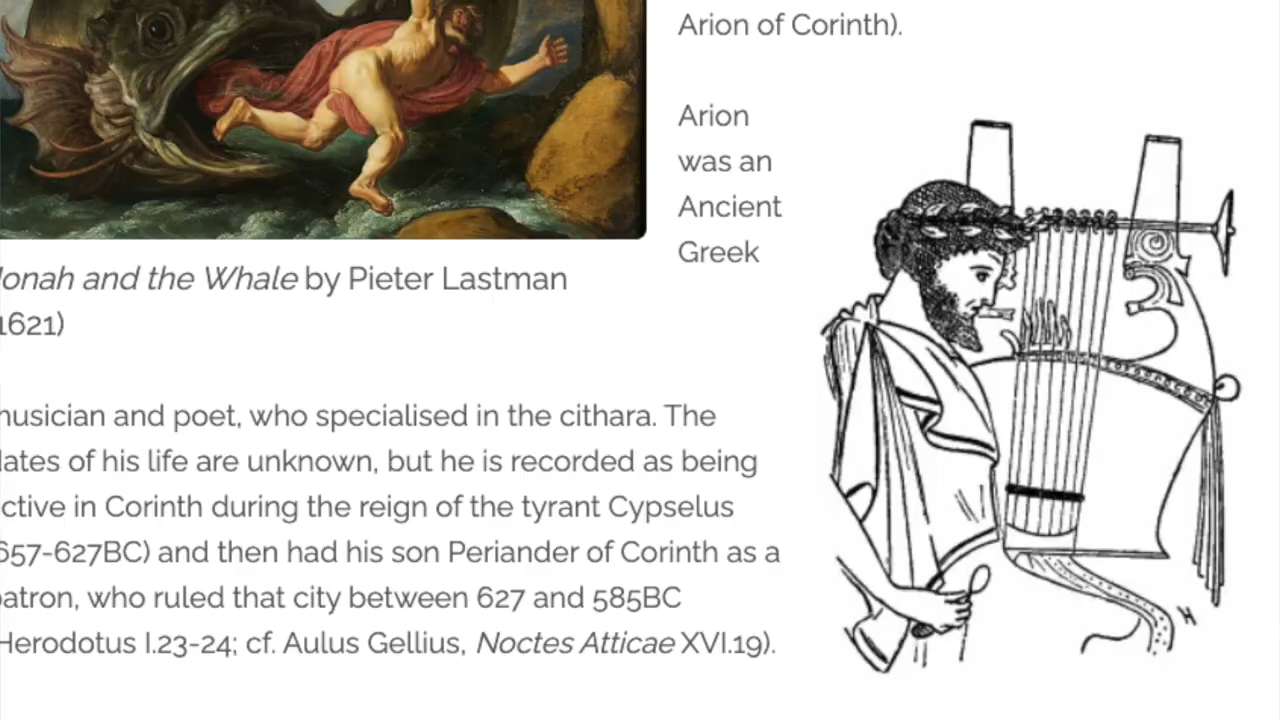 Arion of Corinth).
Arion
was an
Ancient
Greek
Jonah and the Whale by Pieter Lastman
1621)
musician and poet, who specialised in the cithara. The
dates of his life are unknown, but he is recorded as being
active in Corinth during the reign of the tyrant Cypselus
657-627BC) and then had his son Periander of Corinth as a
patron, who ruled that city between 627 and 585BC
Herodotus I.23-24; cf. Aulus Gellius, Noctes Atticae XVI.19).